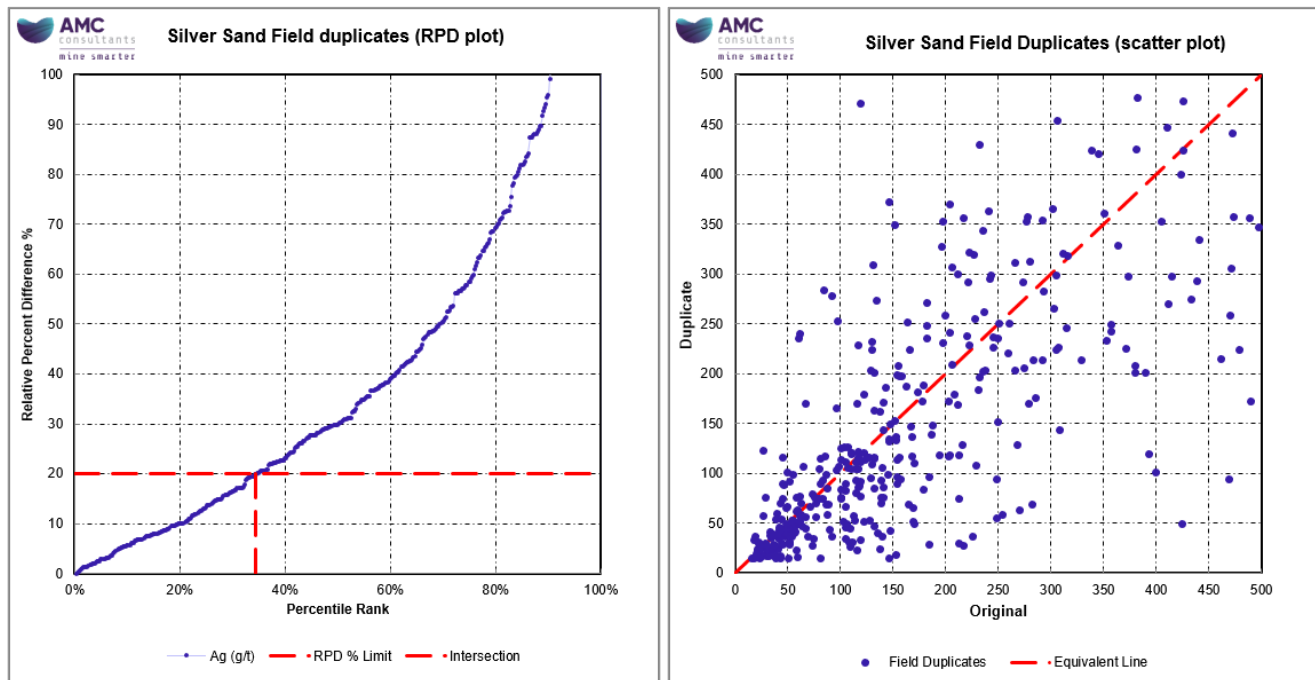 AMC
consultants
mine smarter
Silver Sand Field duplicates (RPD plot)
Relative Percent Difference %
100
90
80
70
60
50
40
30
20
10
0
0%
20%
40%
60%
80%
100%
Percentile Rank
Ag (g/t)
RPD % Limit
Intersection
AMC
consultants
mine smarter
Silver Sand Field Duplicates (scatter plot)
Duplicate
500
450
400
350
300
250
200
150
100
50
0
0
50
100
150
200
250
300
350
400
450
500
Original
Field Duplicates
Equivalent Line